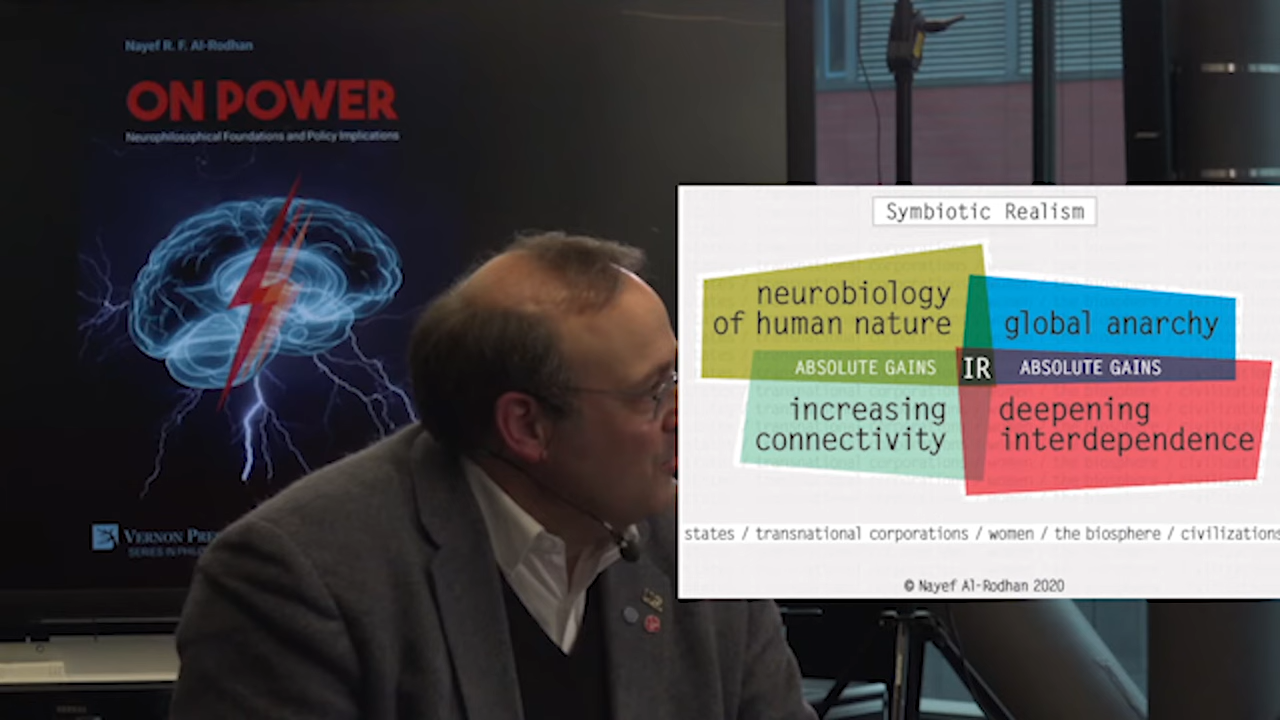 Nayef R. F. Al-Rodhan
ON POWER
Neurophilosophical Foundations and Policy Implications
VERNON
SERIES IN
Symbiotic Realism
neurobiology
of human nature
global anarchy
ABSOLUTE GAINS
IR
ABSOLUTE GAINS
increasing
connectivity
deepening
interdependence
states / transnational corporations / women / the biosphere / civilizations
© Nayef Al-Rodhan 2020